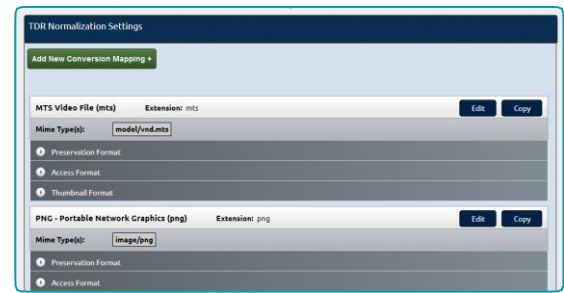 TDR Normalization Settings
Add New Conversion Mapping +
MTS Video File (mts) Extension: mts Edit Copy
Mime Type(s): model/vnd.mts
Preservation Format
Access Format
Thumbnail Format
PNG - Portable Network Graphics (png) Extension: png Edit Copy
Mime Type(s): image/png
Preservation Format
Access Format